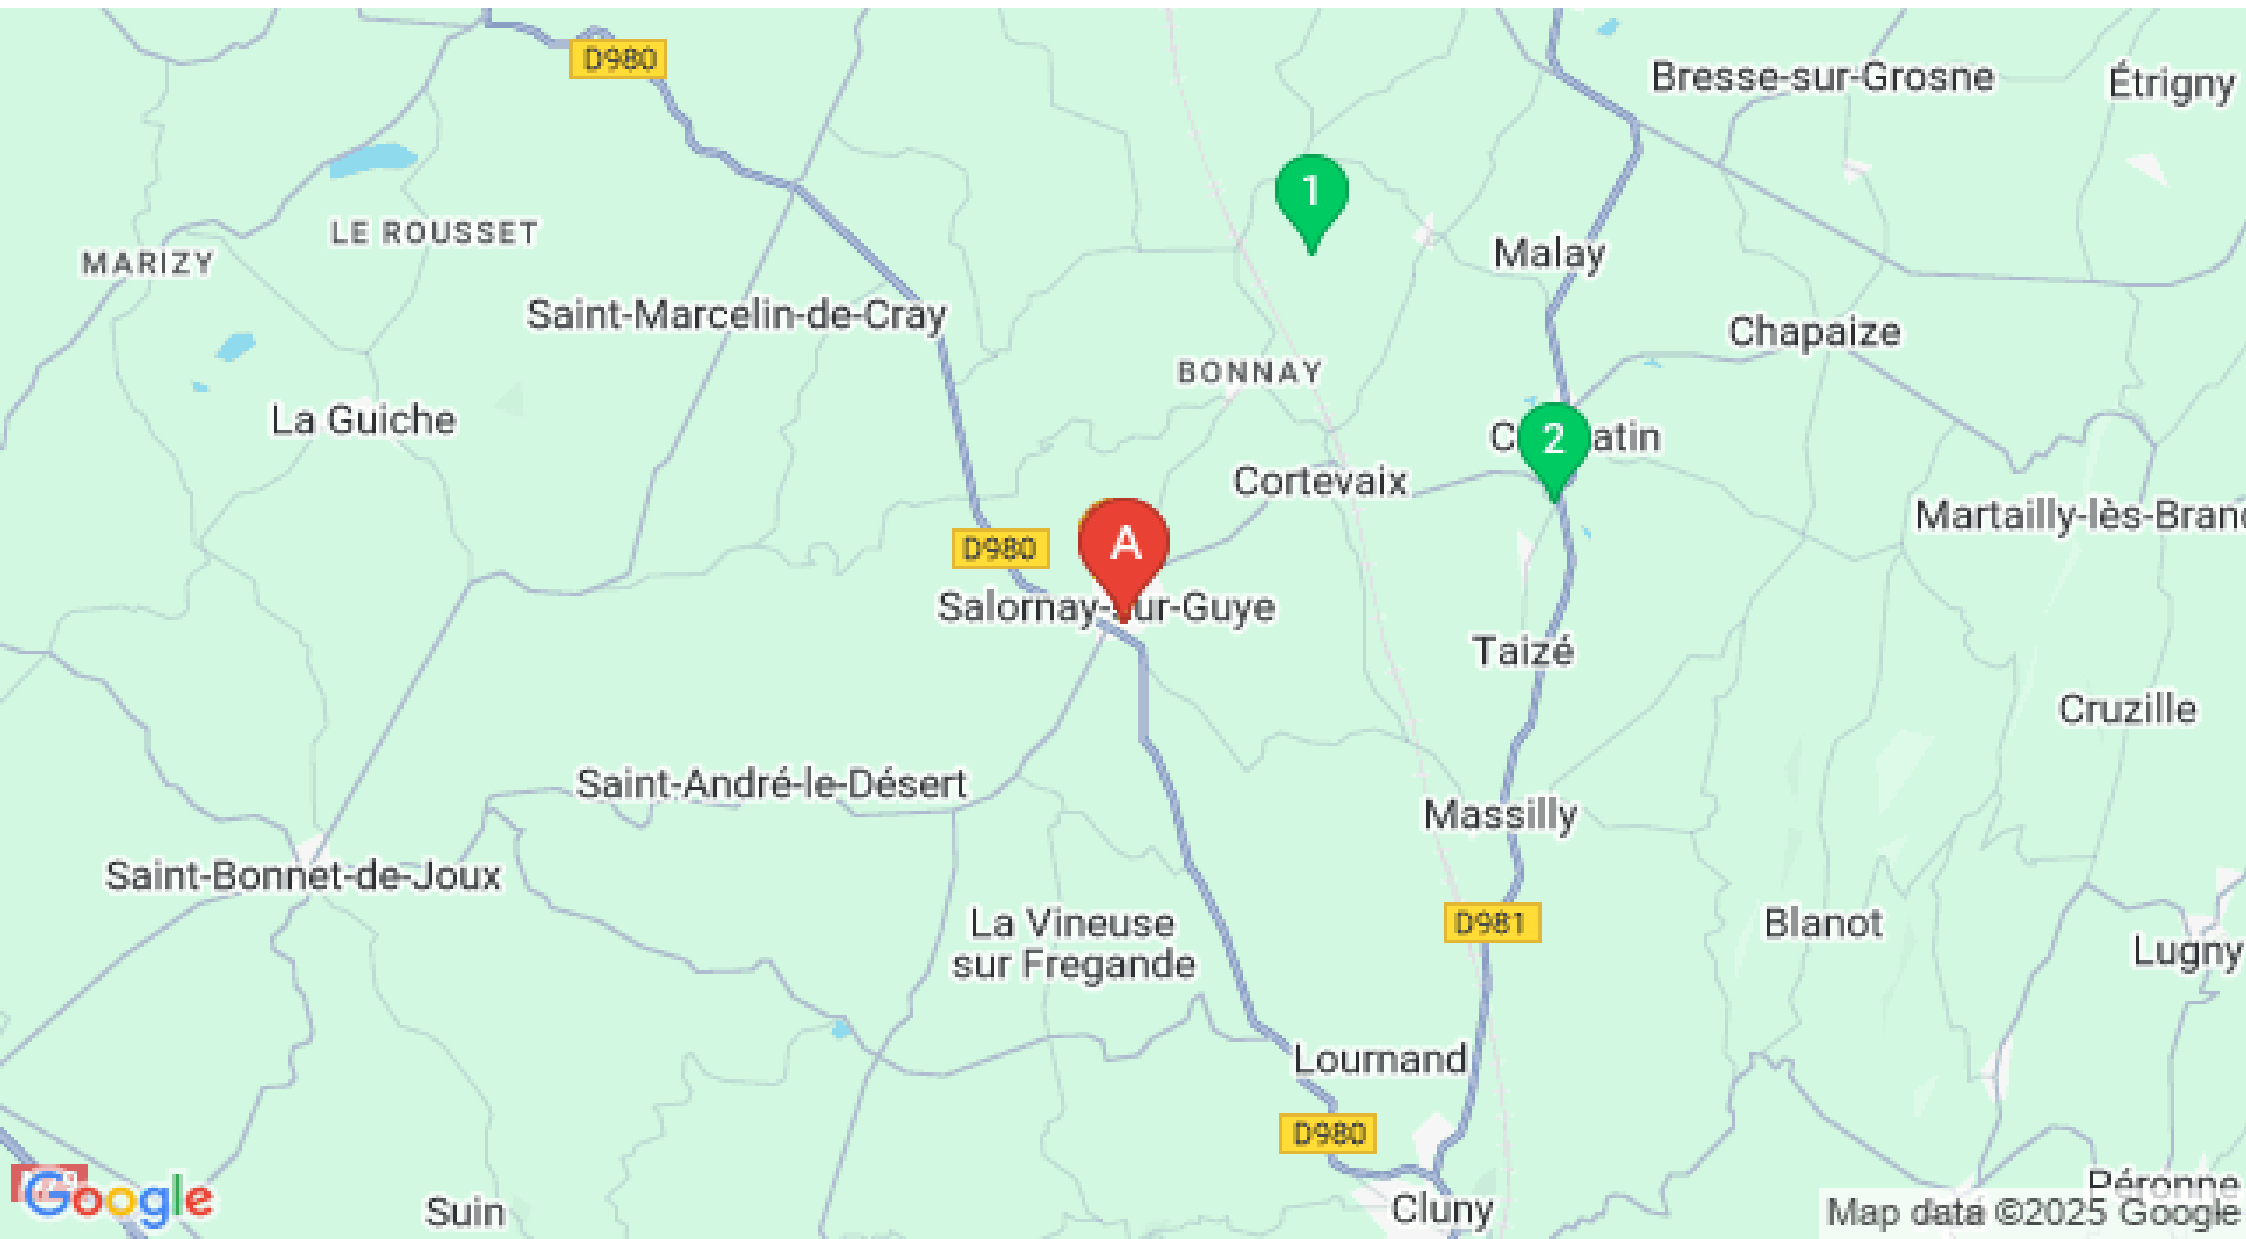 D980
Bresse-sur-Grosne
Étrigny
1
LE ROUSSET
MARIZY
Malay
Saint-Marcelin-de-Cray
Chapaize
BONNAY
La Guiche
2
atin
Cortevaix
Martailly-lès-Branc
A
D980
Salornay-sur-Guye
Taizé
Cruzille
Saint-André-le-Désert
Massilly
Saint-Bonnet-de-Joux
La Vineuse
sur Fregande
D981
Blanot
Lugny
Lournand
D980
Péronne
Google
Suin
Cluny
Map data ©2025 Google